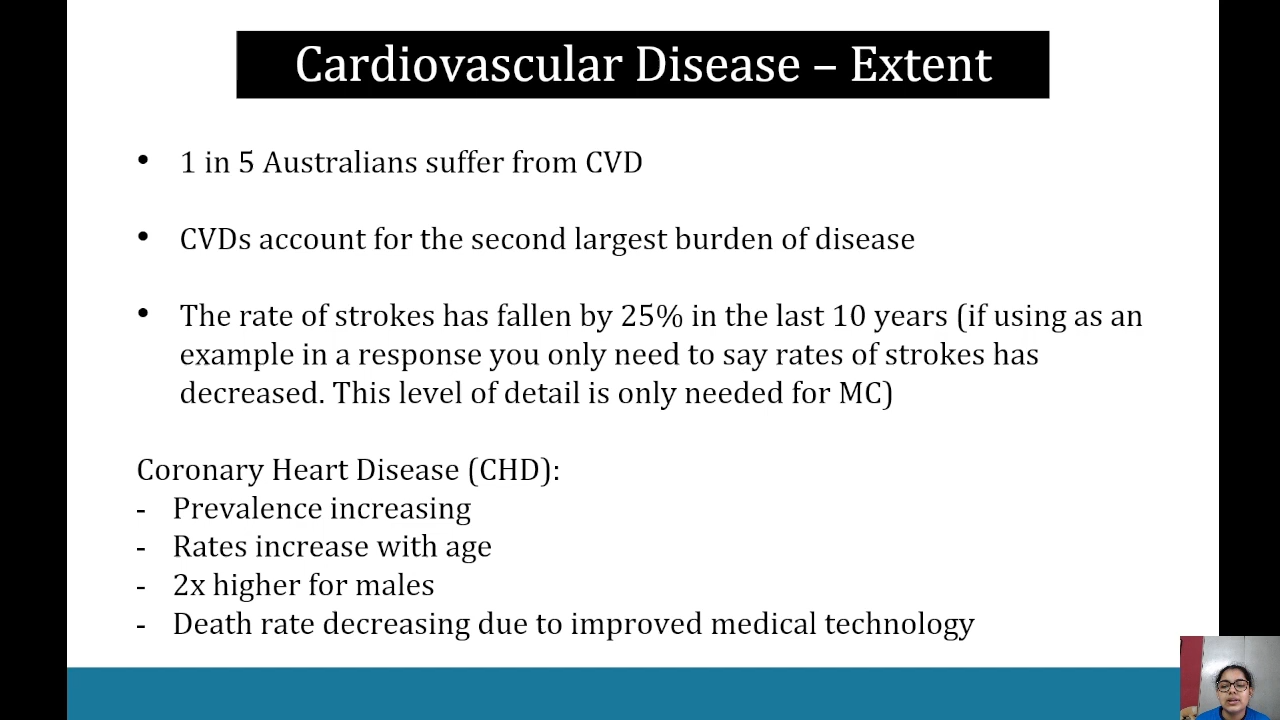 Cardiovascular Disease – Extent
• 1 in 5 Australians suffer from CVD
• CVDs account for the second largest burden of disease
• The rate of strokes has fallen by 25% in the last 10 years (if using as an
example in a response you only need to say rates of strokes has
decreased. This level of detail is only needed for MC)
Coronary Heart Disease (CHD):
- Prevalence increasing
- Rates increase with age
- 2x higher for males
- Death rate decreasing due to improved medical technology